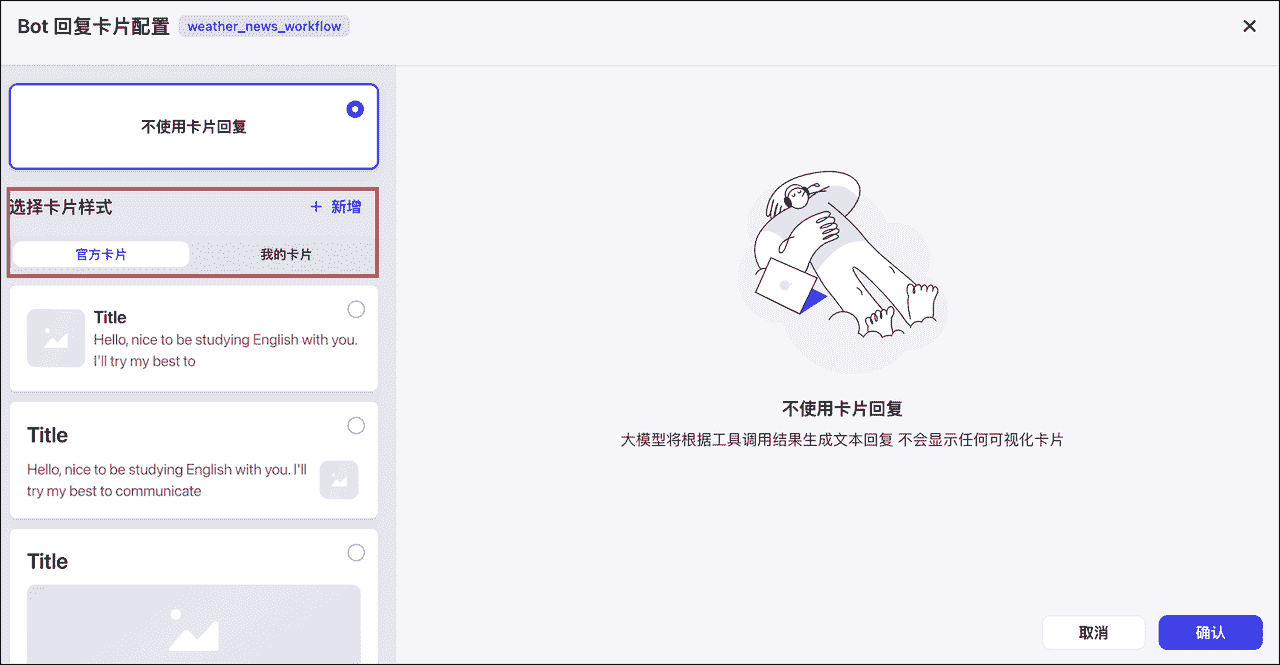 Bot 回复卡片配置 weather_news_workflow
不使用卡片回复
选择卡片样式 + 新增
官方卡片 我的卡片
Title
Hello, nice to be studying English with you.
I'll try my best to
Title
Hello, nice to be studying English with you. I'll
try my best to communicate
Title
不使用卡片回复
大模型将根据工具调用结果生成文本回复 不会显示任何可视化卡片
取消 确认